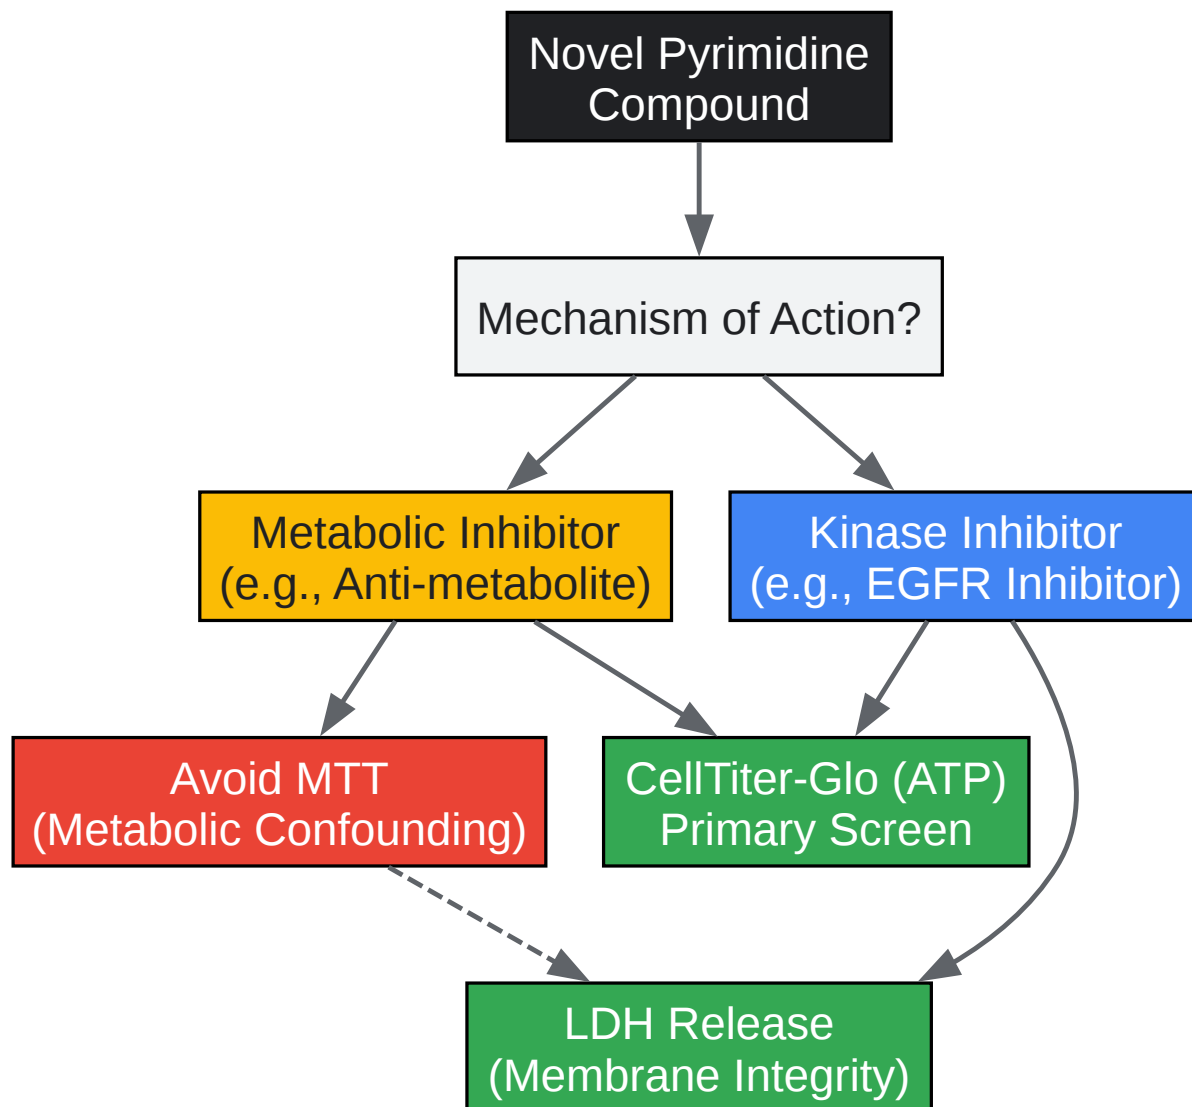 Novel Pyrimidine
Compound
Mechanism of Action?
Metabolic Inhibitor
(e.g., Anti-metabolite)
Kinase Inhibitor
(e.g., EGFR Inhibitor)
Avoid MTT
(Metabolic Confounding)
CellTiter-Glo (ATP)
Primary Screen
LDH Release
(Membrane Integrity)